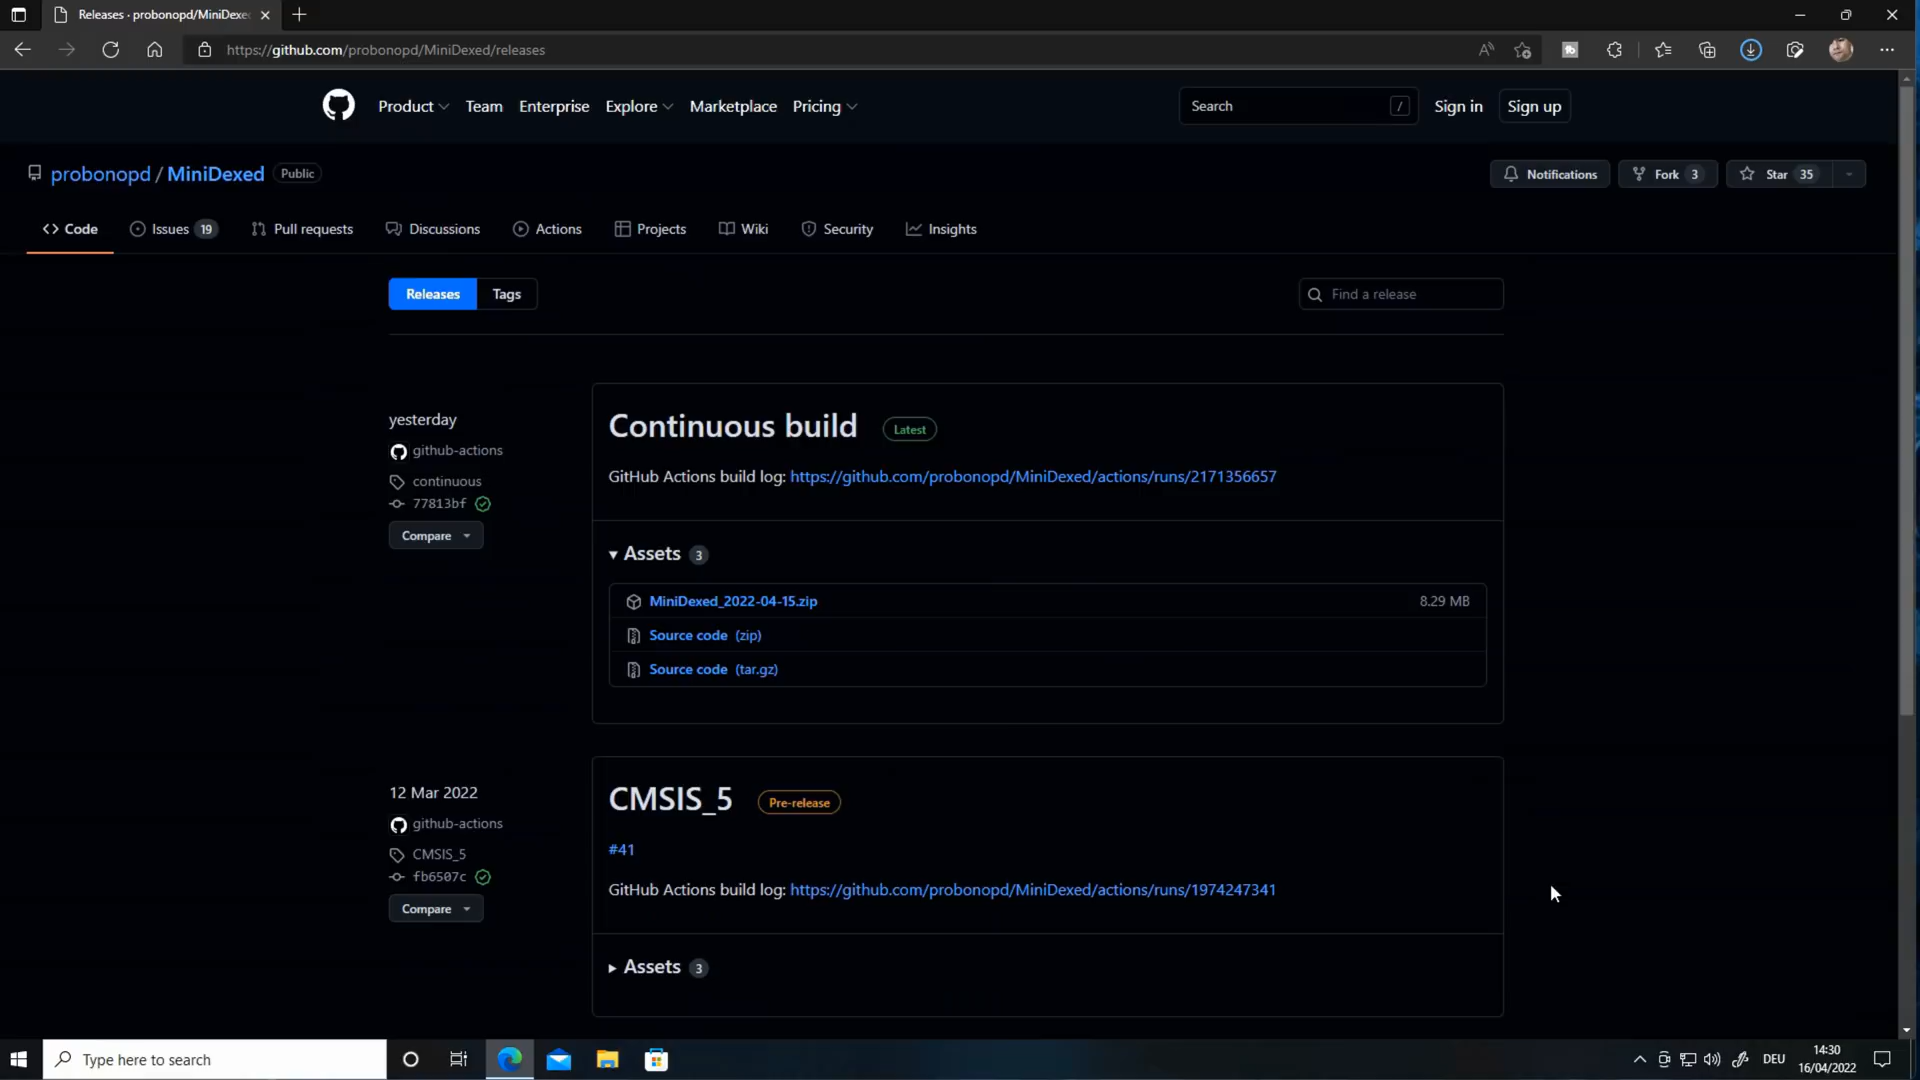 Releases · probonopd/MiniDexed
https://github.com/probonopd/MiniDexed/releases
Product Team Enterprise Explore Marketplace Pricing
Search /
Sign in
Sign up
probonopd / MiniDexed Public
Notifications
Fork 3
Star 35
Code Issues 19 Pull requests Discussions Actions Projects Wiki Security Insights
Releases Tags
Find a release
yesterday
github-actions
continuous
77813bf
Compare
Continuous build Latest
GitHub Actions build log: https://github.com/probonopd/MiniDexed/actions/runs/2171356657
Assets 3
MiniDexed_2022-04-15.zip 8.29 MB
Source code (zip)
Source code (tar.gz)
12 Mar 2022
github-actions
CMSIS_5
fb6507c
Compare
CMSIS_5 Pre-release
#41
GitHub Actions build log: https://github.com/probonopd/MiniDexed/actions/runs/1974247341
Assets 3
Type here to search
DEU
14:30
16/04/2022